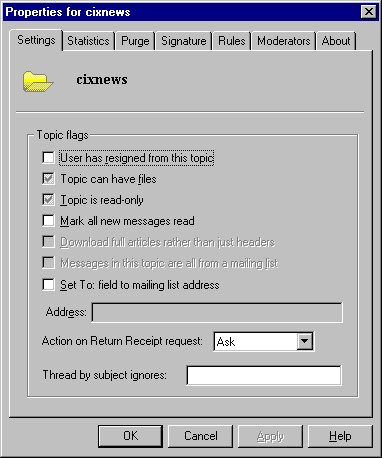 Properties for cixnews
Settings Statistics Purge Signature Rules Moderators About
cixnews
Topic flags
User has resigned from this topic
Topic can have files
Topic is read-only
Mark all new messages read
Download full articles rather than just headers
Messages in this topic are all from a mailing list
Set To: field to mailing list address
Address:
Action on Return Receipt request: Ask
Thread by subject ignores:
OK Cancel Apply Help